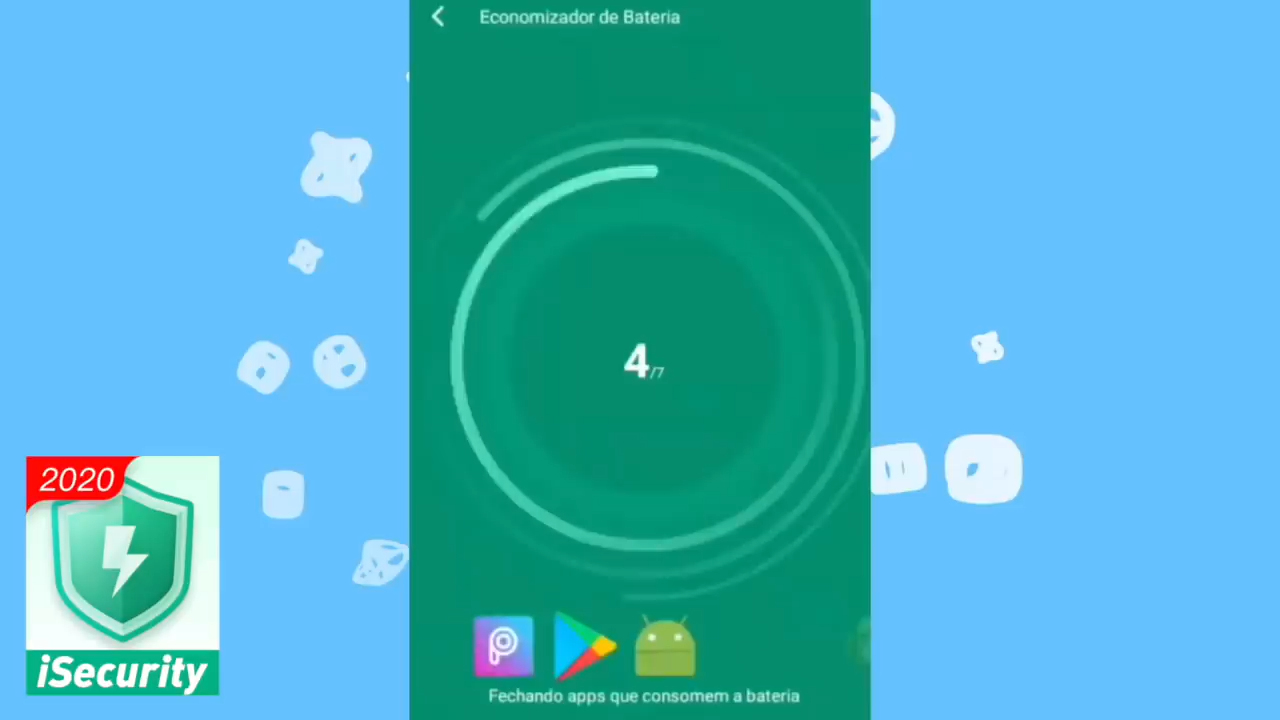 Economizador de Bateria
4/7
Fechando apps que consomem a bateria
2020
iSecurity